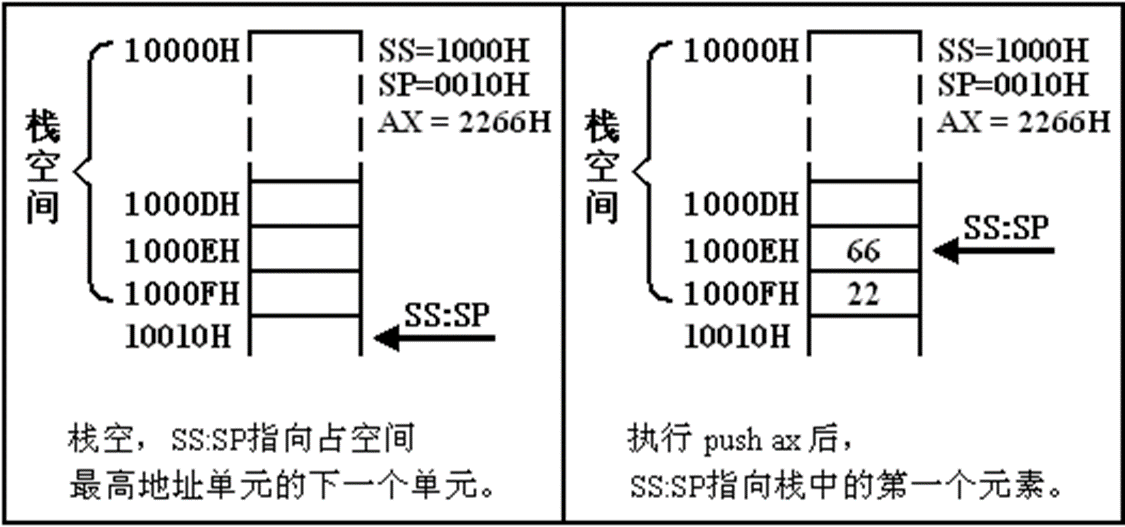 10000H
SS=1000H
SP=0010H
AX = 2266H
栈空间
1000DH
1000EH
1000FH
10010H
SS:SP
栈空，SS:SP指向占空间
最高地址单元的下一个单元。
10000H
SS=1000H
SP=0010H
AX = 2266H
栈空间
1000DH
1000EH
66
SS:SP
1000FH
22
10010H
执行 push ax 后，
SS:SP指向栈中的第一个元素。